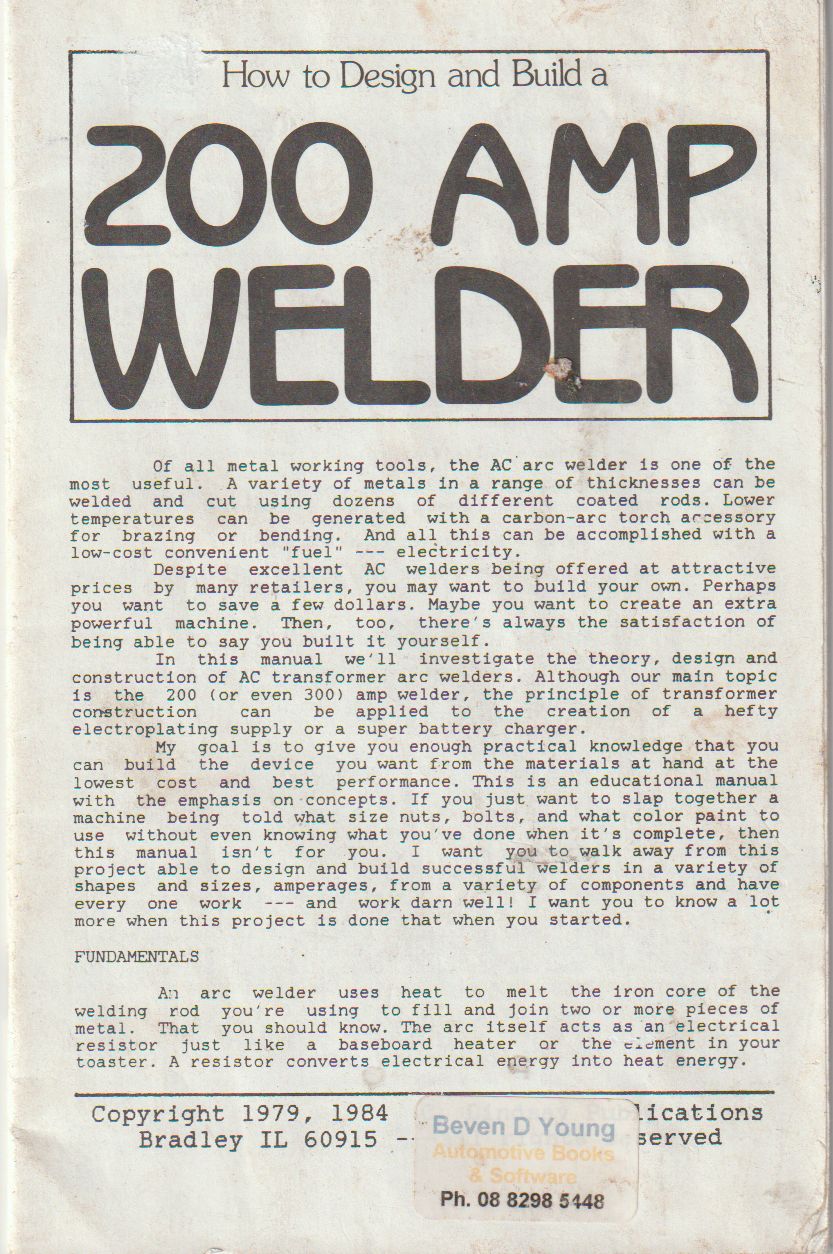 How to Design and Build a
200 AMP
WELDER
Of all metal working tools, the AC arc welder is one of the
most useful. A variety of metals in a range of thicknesses can be
welded and cut using dozens of different coated rods. Lower
temperatures can be generated with a carbon-arc torch accessory
for brazing or bending. And all this can be accomplished with a
low-cost convenient "fuel" --- electricity.
Despite excellent AC welders being offered at attractive
prices by many retailers, you may want to build your own. Perhaps
you want to save a few dollars. Maybe you want to create an extra
powerful machine. Then, too, there's always the satisfaction of
being able to say you built it yourself.
In this manual we'll investigate the theory, design and
construction of AC transformer arc welders. Although our main topic
is the 200 (or even 300) amp welder, the principle of transformer
construction can be applied to the creation of a hefty
electroplating supply or a super battery charger.
My goal is to give you enough practical knowledge that you
can build the device you want from the materials at hand at the
lowest cost and best performance. This is an educational manual
with the emphasis on concepts. If you just want to slap together a
machine being told what size nuts, bolts, and what color paint to
use without even knowing what you've done when it's complete, then
this manual isn't for you. I want you to walk away from this
project able to design and build successful welders in a variety of
shapes and sizes, amperages, from a variety of components and have
every one work --- and work darn well! I want you to know a lot
more when this project is done that when you started.
FUNDAMENTALS
An arc welder uses heat to melt the iron core of the
welding rod you're using to fill and join two or more pieces of
metal. That you should know. The arc itself acts as an electrical
resistor just like a baseboard heater or the element in your
toaster. A resistor converts electrical energy into heat energy.
Copyright 1979, 1984 lications
Bradley IL 60915 -- served
Beven D Young
Automotive Books
& Software
Ph. 08 8298 5448